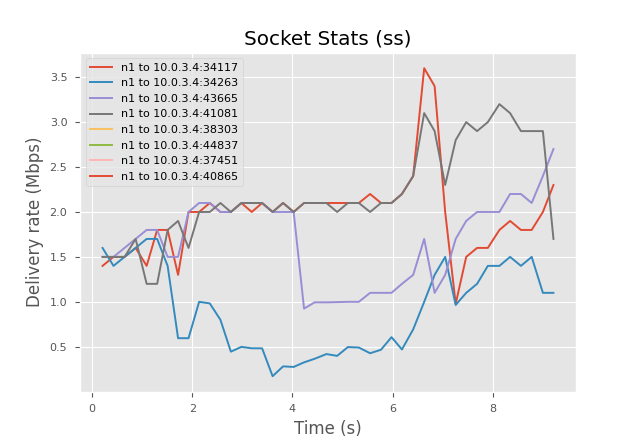 Socket Stats (ss)
n1 to 10.0.3.4:34117
n1 to 10.0.3.4:34263
n1 to 10.0.3.4:43665
n1 to 10.0.3.4:41081
n1 to 10.0.3.4:38303
n1 to 10.0.3.4:44837
n1 to 10.0.3.4:37451
n1 to 10.0.3.4:40865
Delivery rate (Mbps)
3.5
3.0
2.5
2.0
1.5
1.0
0.5
0 2 4 6 8
Time (s)